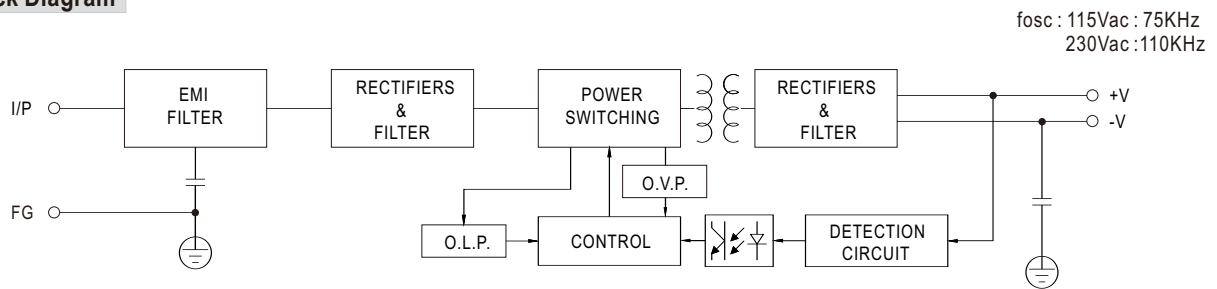 ck Diagram
fosc : 115Vac : 75KHz
230Vac :110KHz
I/P
EMI
FILTER
RECTIFIERS
&
FILTER
POWER
SWITCHING
RECTIFIERS
&
FILTER
+V
-V
O.V.P.
FG
O.L.P.
CONTROL
DETECTION
CIRCUIT